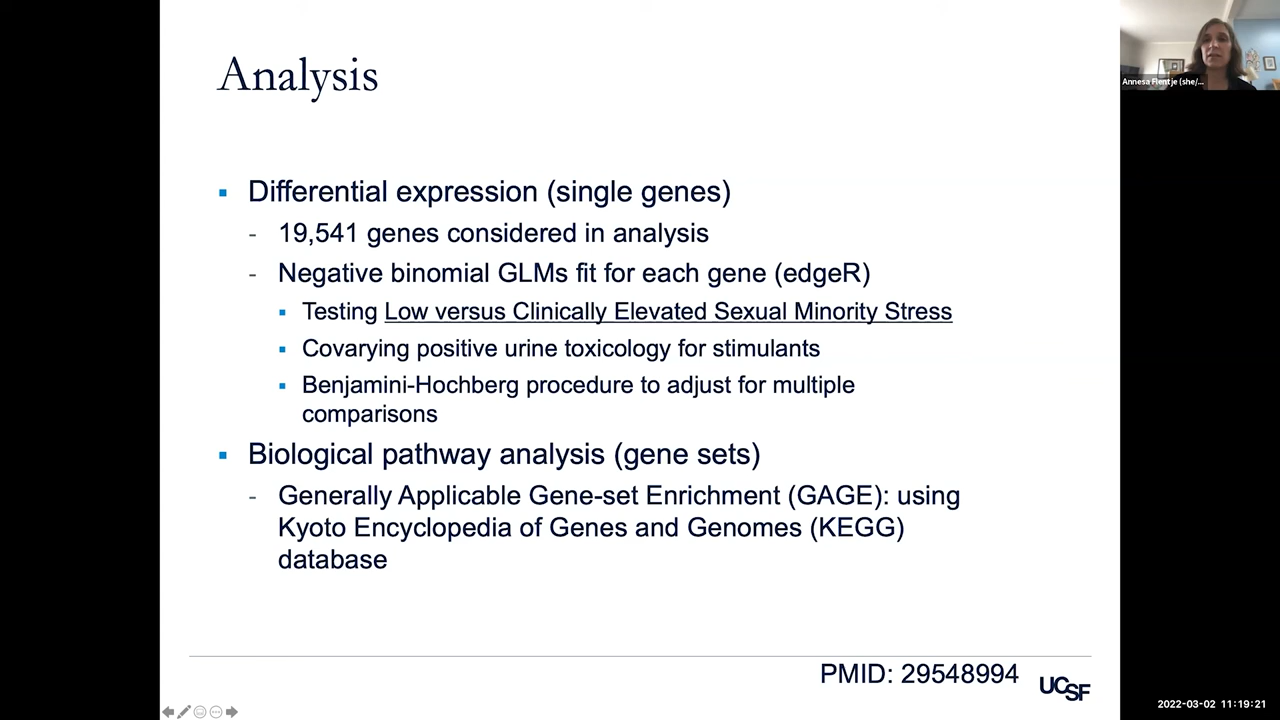 Analysis
Annesa Flentje (she/...
Differential expression (single genes)
- 19,541 genes considered in analysis
- Negative binomial GLMs fit for each gene (edgeR)
Testing Low versus Clinically Elevated Sexual Minority Stress
Covarying positive urine toxicology for stimulants
Benjamini-Hochberg procedure to adjust for multiple
comparisons
Biological pathway analysis (gene sets)
- Generally Applicable Gene-set Enrichment (GAGE): using
Kyoto Encyclopedia of Genes and Genomes (KEGG)
database
PMID: 29548994
UCSF
2022-03-02 11:19:21